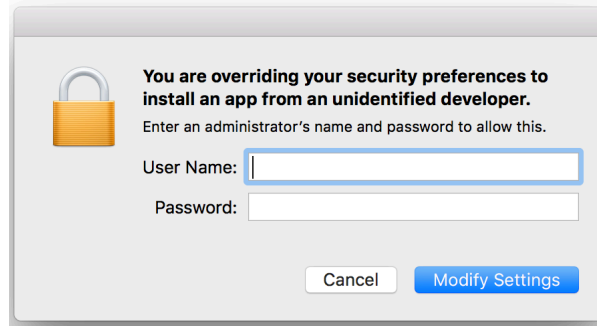 You are overriding your security preferences to
install an app from an unidentified developer.
Enter an administrator's name and password to allow this.
User Name:
Password:
Cancel
Modify Settings